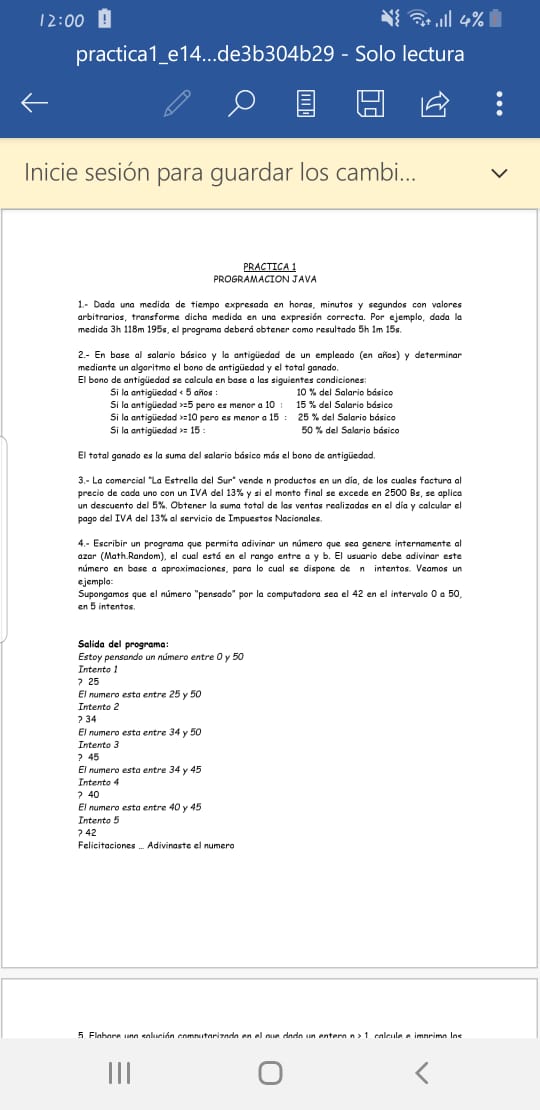 12:00
4%
practica1_e14...de3b304b29 - Solo lectura
Inicie sesión para guardar los cambi...
PRACTICA 1
PROGRAMACION JAVA
1.- Dada una medida de tiempo expresada en horas, minutos y segundos con valores
arbitrarios, transforme dicha medida en una expresión correcta. Por ejemplo, dada la
medida 3h 118m 195s, el programa deberá obtener como resultado 5h 1m 15s.
2.- En base al salario básico y la antigüedad de un empleado (en años) y determinar
mediante un algoritmo el bono de antigüedad y el total ganado.
El bono de antigüedad se calcula en base a las siguientes condiciones:
Si la antigüedad < 5 años : 10 % del Salario básico
Si la antigüedad >=5 pero es menor a 10 : 15 % del Salario básico
Si la antigüedad >=10 pero es menor a 15 : 25 % del Salario básico
Si la antigüedad >= 15 : 50 % del Salario básico
El total ganado es la suma del salario básico más el bono de antigüedad.
3.- La comercial "La Estrella del Sur" vende n productos en un día, de los cuales factura al
precio de cada uno con un IVA del 13% y si el monto final se excede en 2500 Bs, se aplica
un descuento del 5%. Obtener la suma total de las ventas realizadas en el día y calcular el
pago del IVA del 13% al servicio de Impuestos Nacionales.
4.- Escribir un programa que permita adivinar un número que sea genere internamente al
azar (Math.Random), el cual está en el rango entre a y b. El usuario debe adivinar este
número en base a aproximaciones, para lo cual se dispone de n intentos. Veamos un
ejemplo:
Supongamos que el número "pensado" por la computadora sea el 42 en el intervalo 0 a 50,
en 5 intentos.
Salida del programa:
Estoy pensando un número entre 0 y 50
Intento 1
? 25
El numero esta entre 25 y 50
Intento 2
? 34
El numero esta entre 34 y 50
Intento 3
? 45
El numero esta entre 34 y 45
Intento 4
? 40
El numero esta entre 40 y 45
Intento 5
? 42
Felicitaciones ... Adivinaste el numero
5. Elabore una solución computarizada en el que dado un entero n > 1, calcule e imprima los